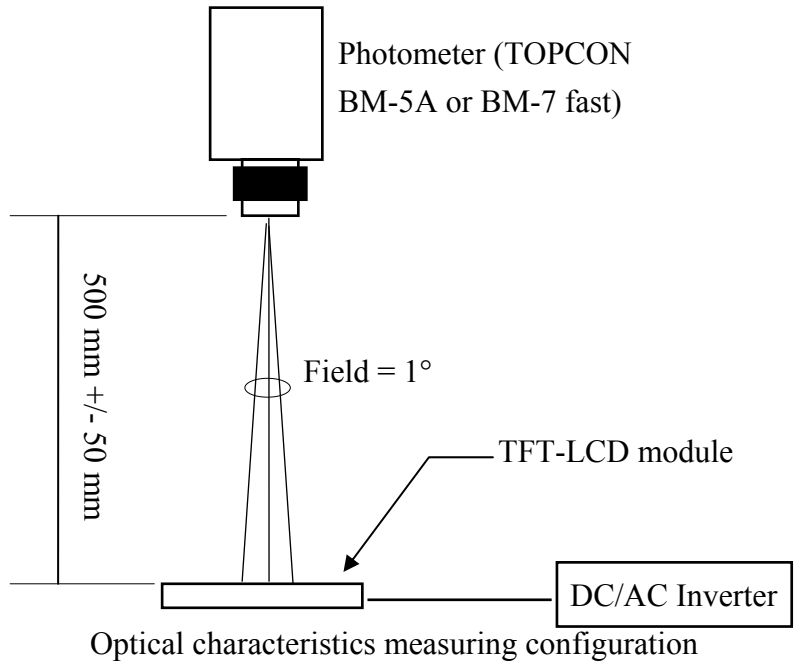 Photometer (TOPCON
BM-5A or BM-7 fast)
500 mm +/- 50 mm
Field = 1°
TFT-LCD module
DC/AC Inverter
Optical characteristics measuring configuration